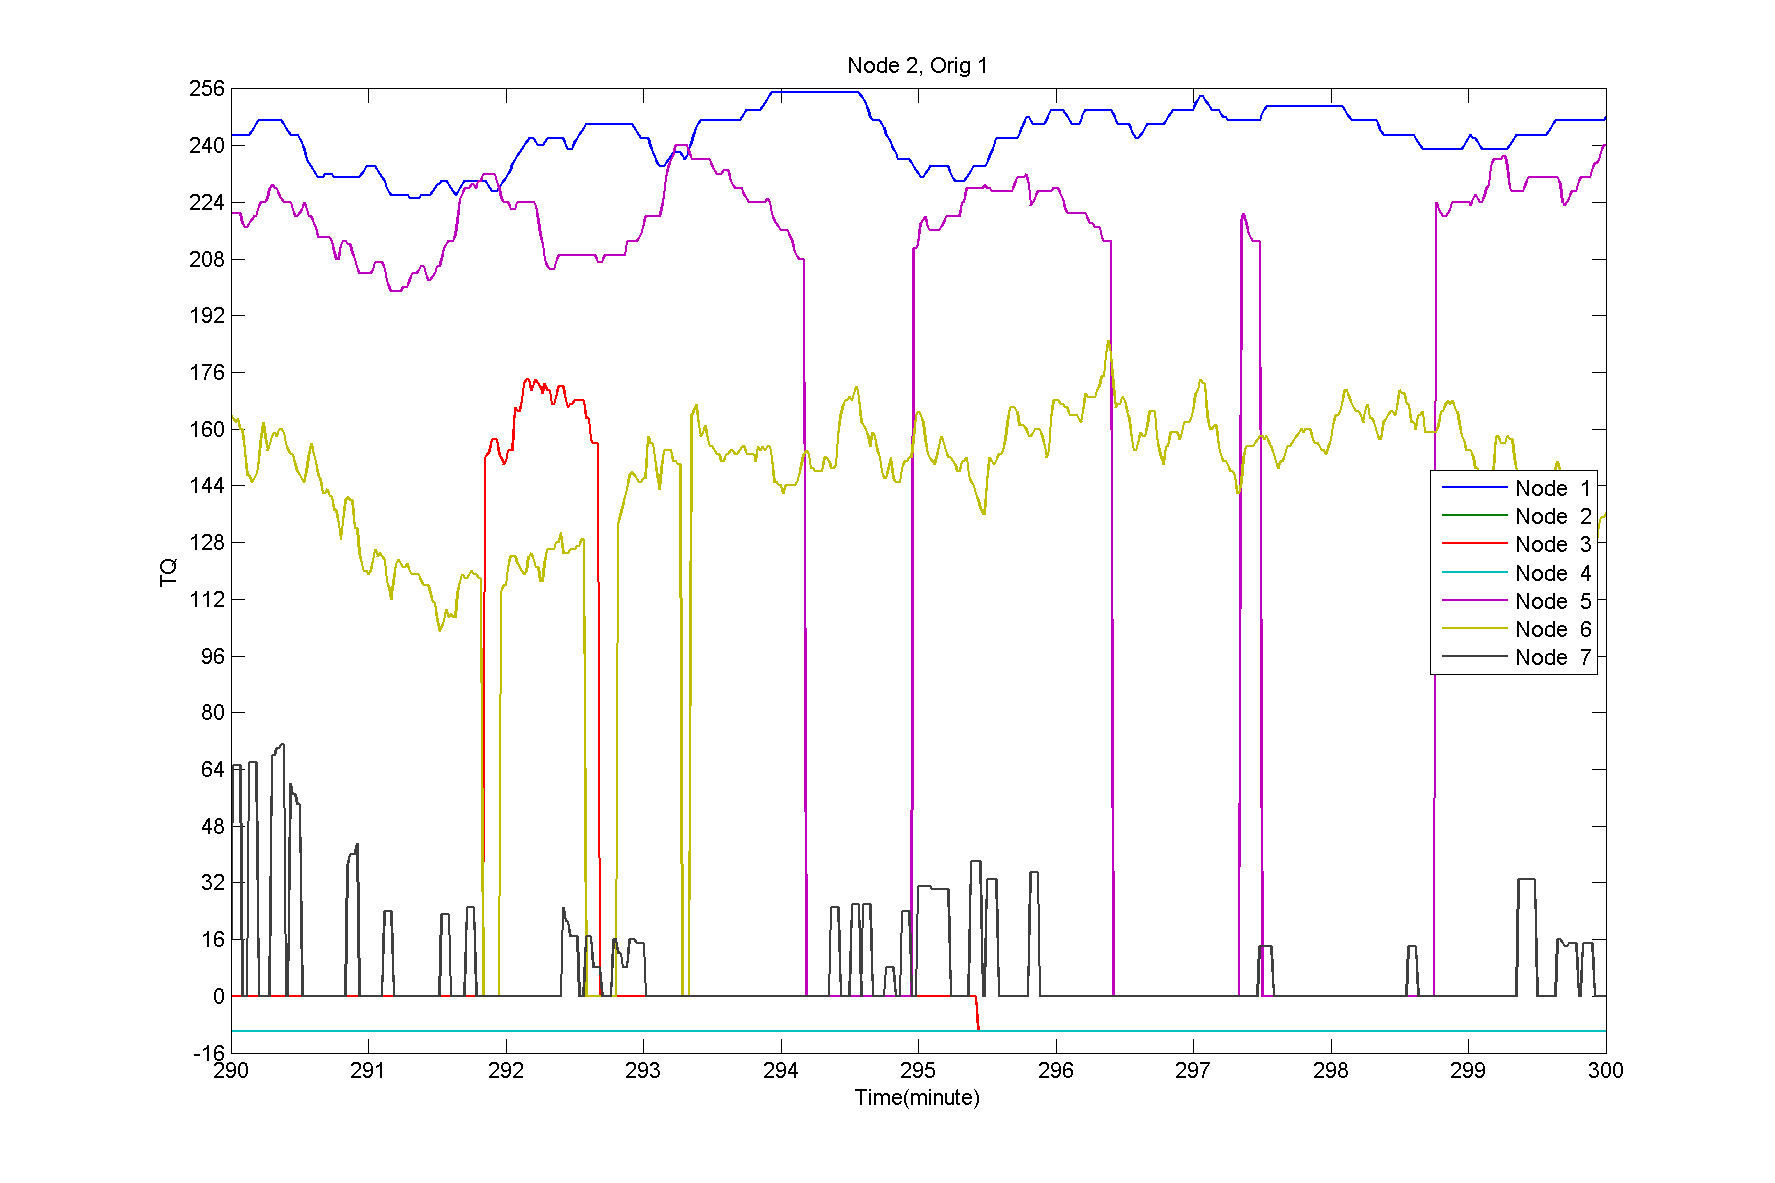 Node 2, Orig 1
256
240
224
208
192
176
160
144
128
112
96
80
64
48
32
16
0
-16
TQ
Node 1
Node 2
Node 3
Node 4
Node 5
Node 6
Node 7
290 291 292 293 294 295 296 297 298 299 300
Time(minute)